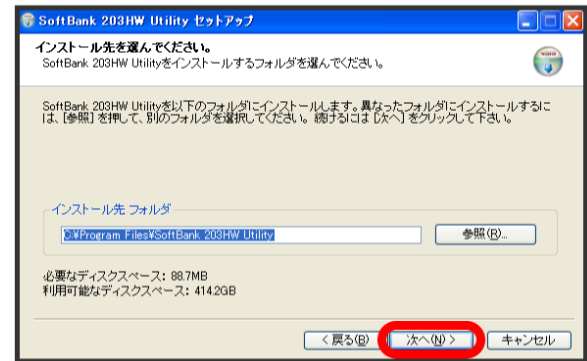 SoftBank 203HW Utility セットアップ
インストール先を選んでください。
SoftBank 203HW Utilityをインストールするフォルダを選んでください。
SoftBank 203HW Utilityを以下のフォルダにインストールします。異なったフォルダにインストールするに
は、[参照] を押して、別のフォルダを選択してください。続けるには [次へ] をクリックして下さい。
インストール先 フォルダ
C:¥Program Files¥SoftBank 203HW Utility
参照(R)...
必要なディスクスペース: 88.7MB
利用可能なディスクスペース: 414.2GB
< 戻る(B)
次へ(N) >
キャンセル